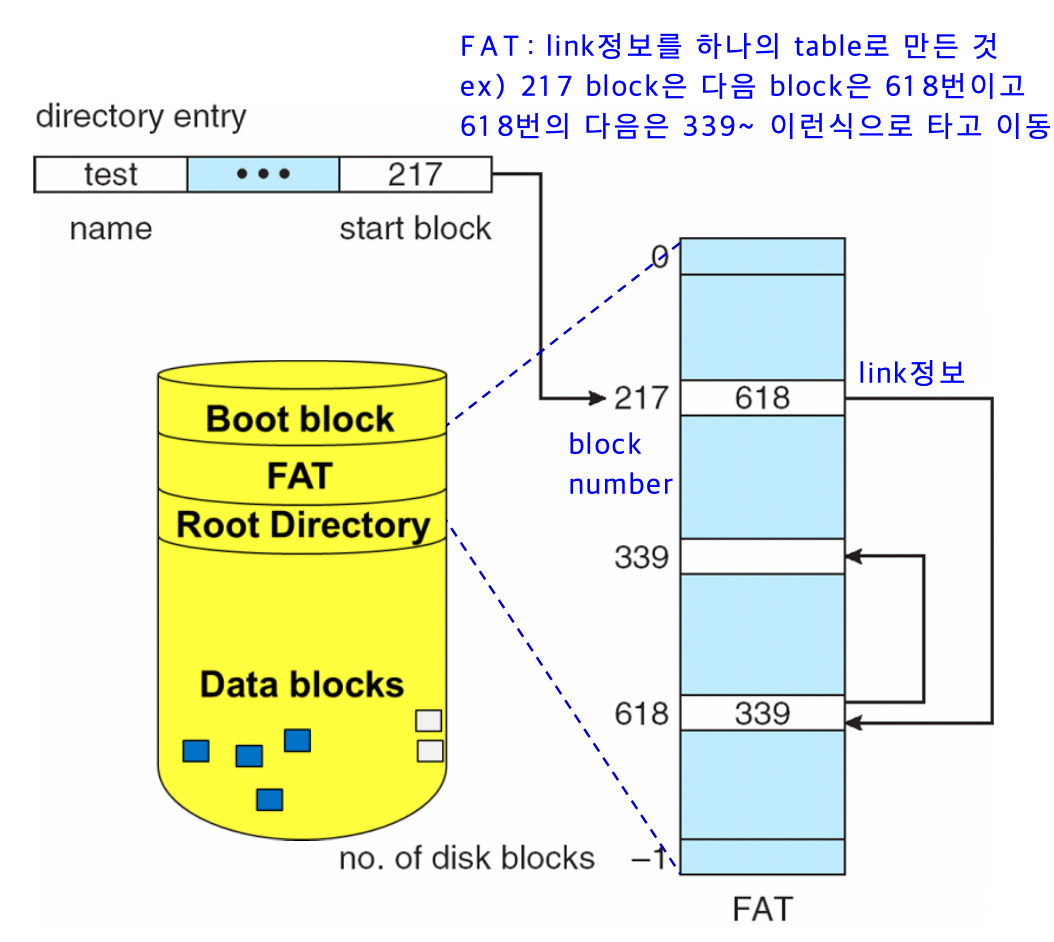 FAT: link정보를 하나의 table로 만든 것
ex) 217 block은 다음 block은 618번이고
618번의 다음은 339~ 이런식으로 타고 이동
directory entry
test ••• 217
name start block
0
217 618 link정보
block
number
339
618 339
no. of disk blocks –1
FAT
Boot block
FAT
Root Directory
Data blocks